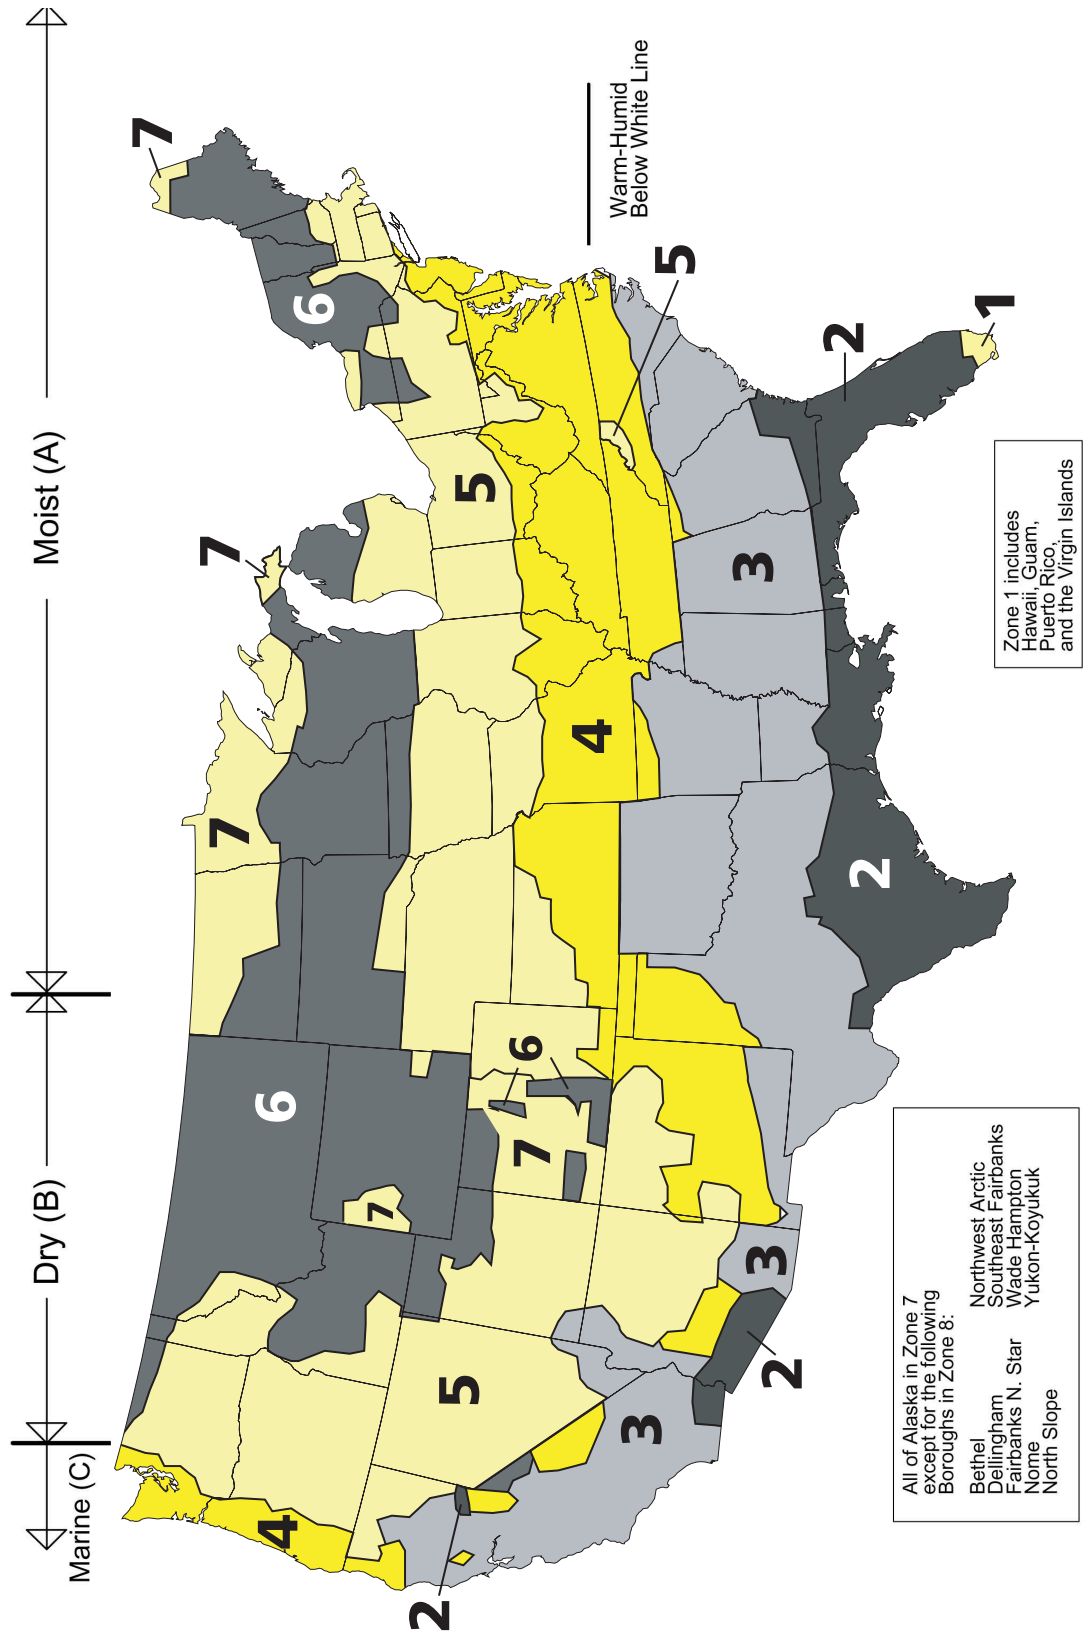 Marine (C)
Dry (B)
Moist (A)
7
7
7
6
6
5
5
4
4
7
7
6
5
3
3
3
2
2
2
2
2
1
Warm-Humid
Below White Line
All of Alaska in Zone 7
except for the following
Boroughs in Zone 8:
Bethel
Dellingham
Fairbanks N. Star
Nome
North Slope
Northwest Arctic
Southeast Fairbanks
Wade Hampton
Yukon-Koyukuk
Zone 1 includes
Hawaii, Guam,
Puerto Rico,
and the Virgin Islands